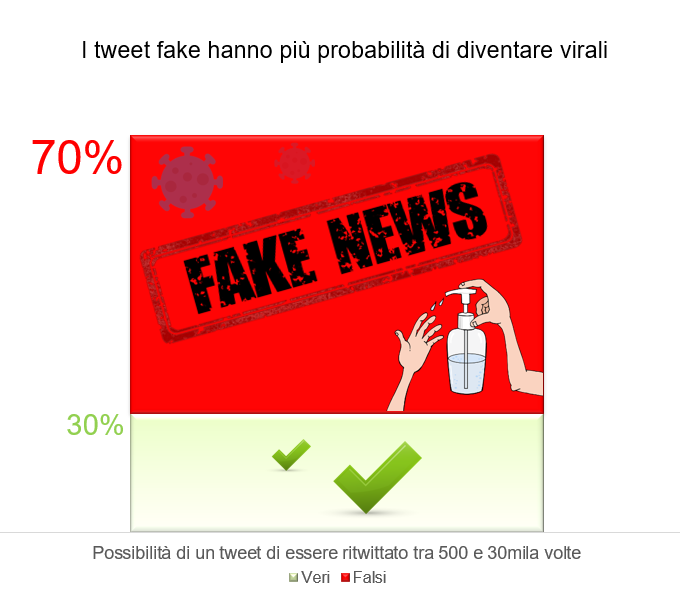 I tweet fake hanno più probabilità di diventare virali
70%
FAKE NEWS
30%
Possibilità di un tweet di essere ritwittato tra 500 e 30mila volte
Veri Falsi